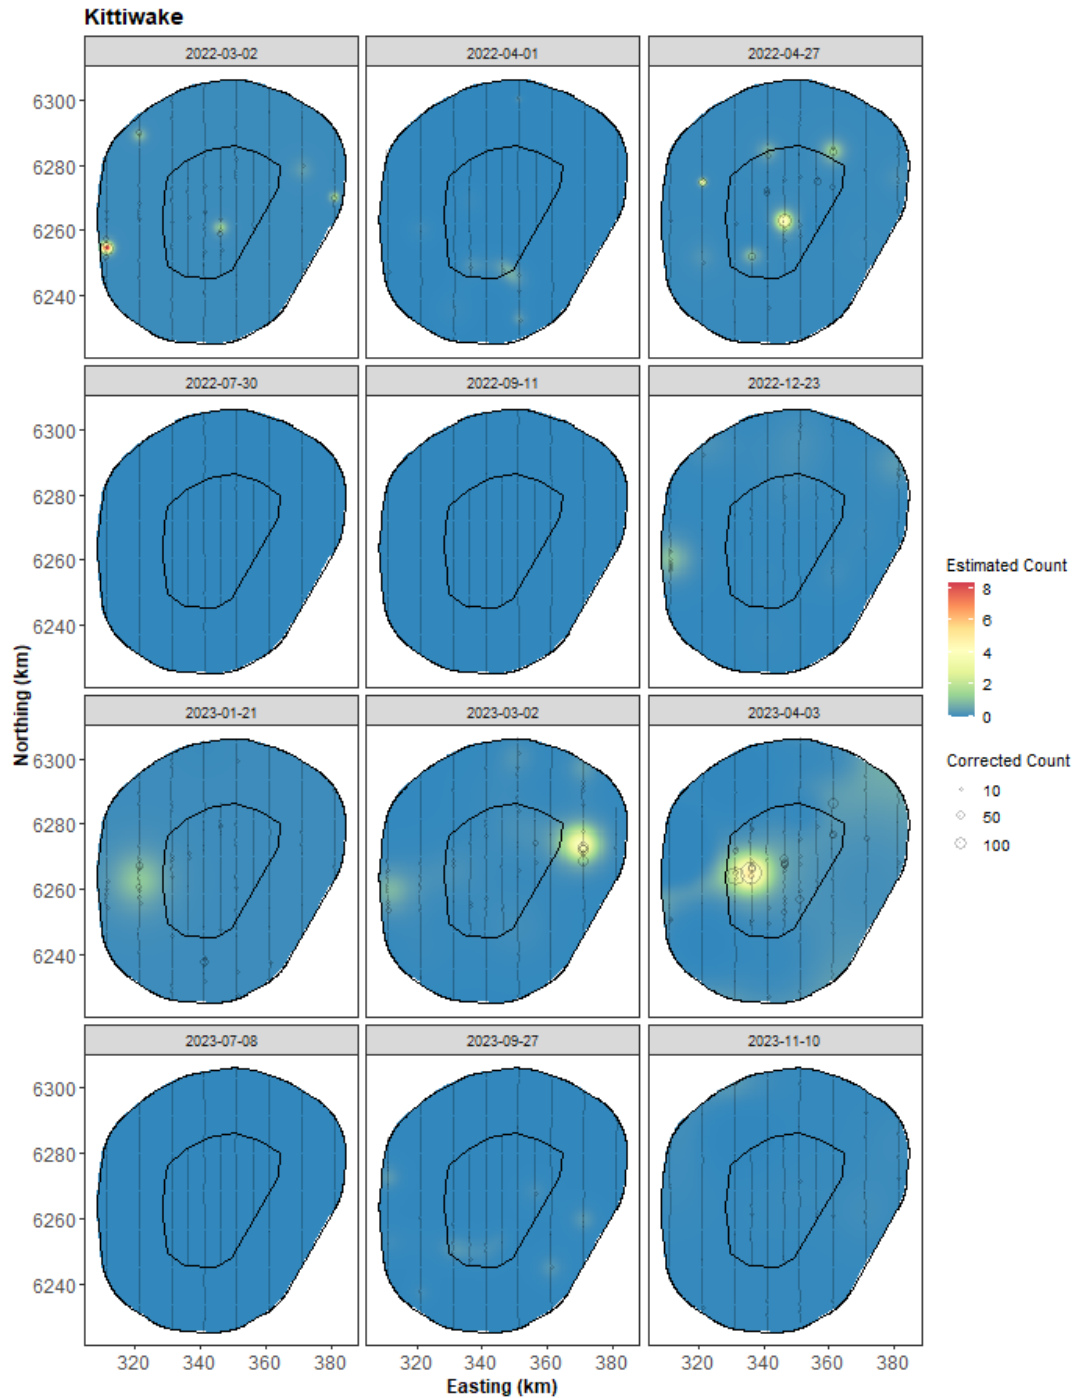 Kittiwake
2022-03-02 2022-04-01 2022-04-27
6300
6280
6260
6240
2022-07-30 2022-09-11 2022-12-23
6300
6280
6260
6240
2023-01-21 2023-03-02 2023-04-03
6300
6280
6260
6240
2023-07-08 2023-09-27 2023-11-10
6300
6280
6260
6240
320 340 360 380 320 340 360 380 320 340 360 380
Easting (km)
Northing (km)
Estimated Count
8
6
4
2
0
Corrected Count
10
50
100